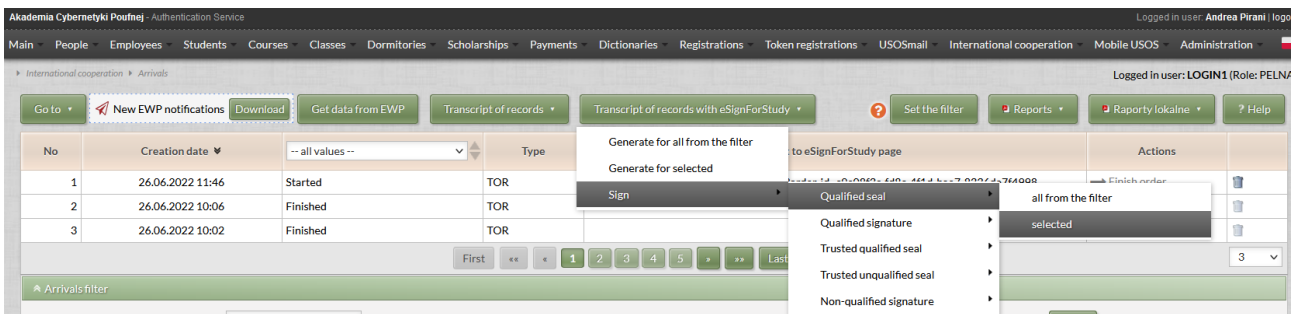 Akademia Cybernetyki Poufnej - Authentication Service Logged in user: Andrea Pirani | logo
Main People Employees Students Courses Classes Dormitories Scholarships Payments Dictionaries Registrations Token registrations USOSmail International cooperation Mobile USOS Administration
International cooperation Arrivals Logged in user: LOGIN1 (Role: PELNA
Go to New EWP notifications Download Get data from EWP Transcript of records Transcript of records with eSignForStudy ? Set the filter Reports Raporty lokalne ? Help
No Creation date -- all values -- Type to eSignForStudy page Actions
Generate for all from the filter
Generate for selected
Sign
1 26.06.2022 11:46 Started TOR Finish order
2 26.06.2022 10:06 Finished TOR
3 26.06.2022 10:02 Finished TOR
Qualified seal
all from the filter
selected
Qualified signature
Trusted qualified seal
Trusted unqualified seal
Non-qualified signature
First «« « 1 2 3 4 5 » »» Last 3
Arrivals filter